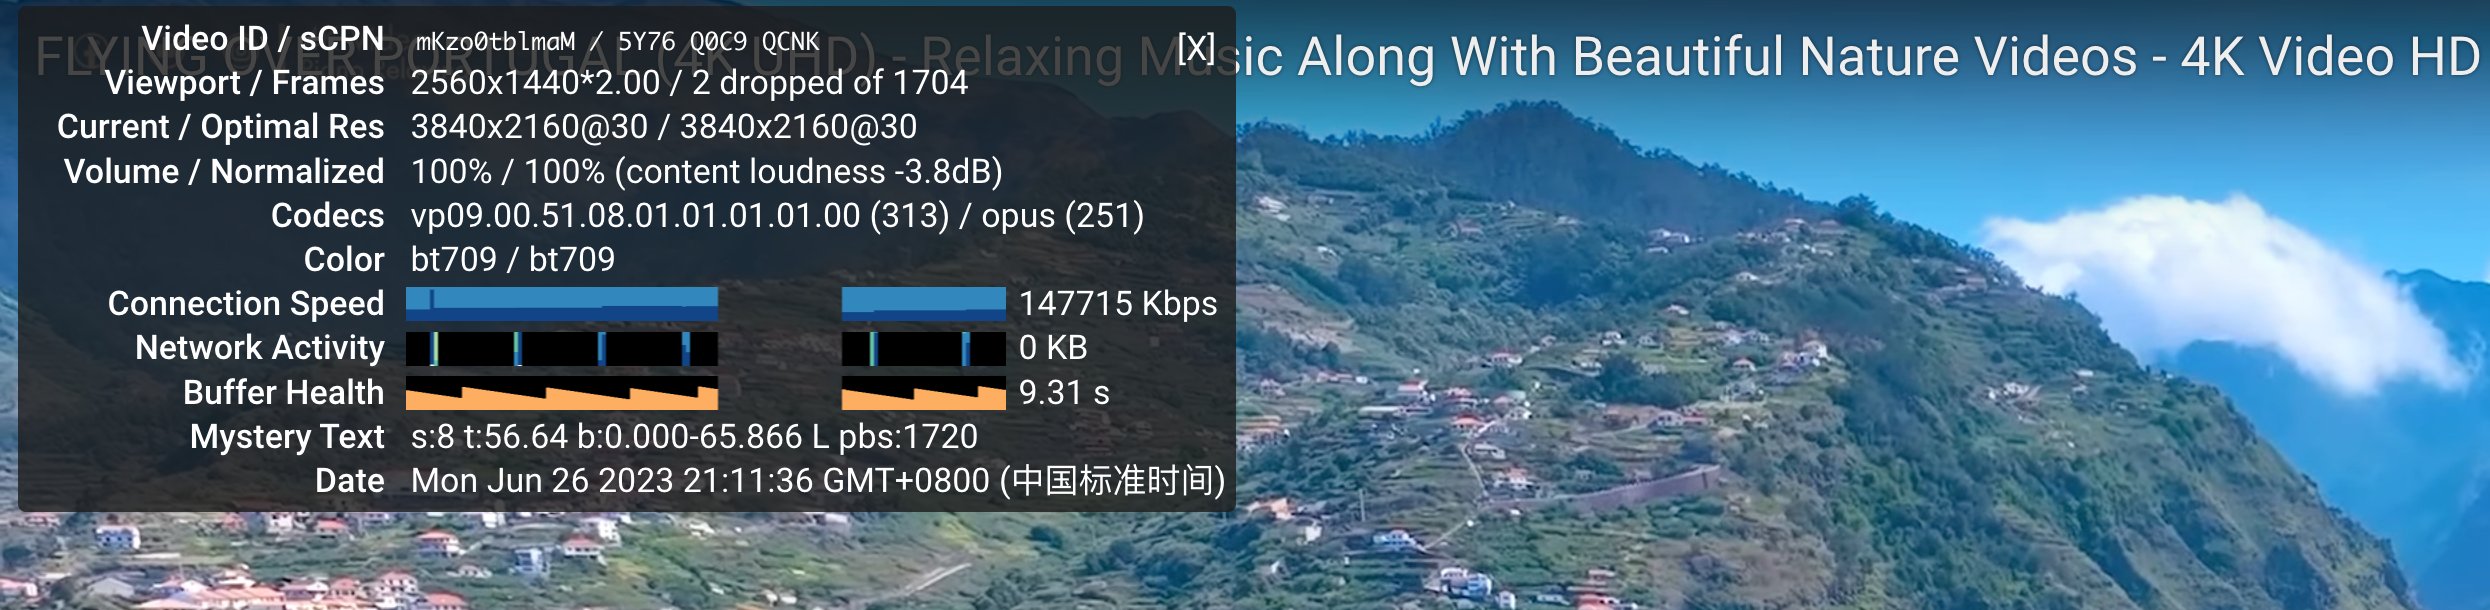 FLYING OVER PORTUGAL (4K UHD) - Relaxing Music Along With Beautiful Nature Videos - 4K Video HD
[X]
Video ID / sCPN mKzo0tblmaM / 5Y76 Q0C9 QCNK
Viewport / Frames 2560x1440*2.00 / 2 dropped of 1704
Current / Optimal Res 3840x2160@30 / 3840x2160@30
Volume / Normalized 100% / 100% (content loudness -3.8dB)
Codecs vp09.00.51.08.01.01.01.01.00 (313) / opus (251)
Color bt709 / bt709
Connection Speed 147715 Kbps
Network Activity 0 KB
Buffer Health 9.31 s
Mystery Text s:8 t:56.64 b:0.000-65.866 L pbs:1720
Date Mon Jun 26 2023 21:11:36 GMT+0800 (中国标准时间)